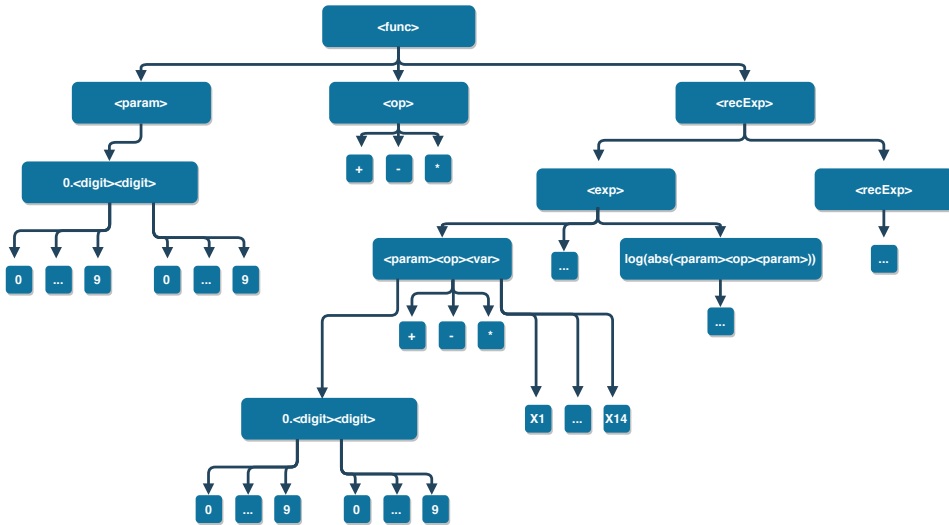 <func>
<param>
<op>
<recExp>
+
-
*
0.<digit><digit>
<exp>
<recExp>
0
...
9
0
...
9
<param><op><var>
...
log(abs(<param><op><param>))
...
+
-
*
...
0.<digit><digit>
X1
...
X14
0
...
9
0
...
9